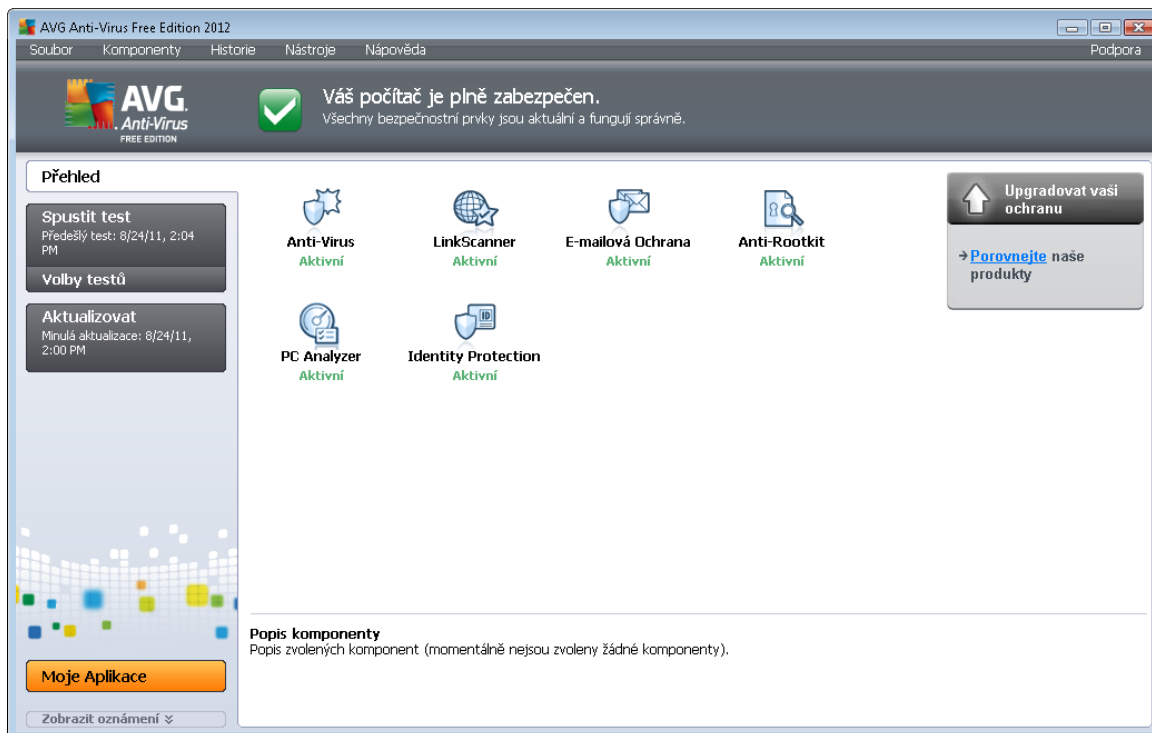 AVG Anti-Virus Free Edition 2012
Soubor Komponenty Historie Nástroje Nápověda Podpora
AVG.
Anti-Virus
FREE EDITION
Váš počítač je plně zabezpečen.
Všechny bezpečnostní prvky jsou aktuální a fungují správně.
Přehled
Spustit test
Předešlý test: 8/24/11, 2:04
PM
Volby testů
Aktualizovat
Minulá aktualizace: 8/24/11,
2:00 PM
Anti-Virus
Aktivní
LinkScanner
Aktivní
E-mailová Ochrana
Aktivní
Anti-Rootkit
Aktivní
PC Analyzer
Aktivní
ID
Identity Protection
Aktivní
Upgradovat vaši
ochranu
Porovnejte naše
produkty
Popis komponenty
Popis zvolených komponent (momentálně nejsou zvoleny žádné komponenty).
Moje Aplikace
Zobrazit oznámení